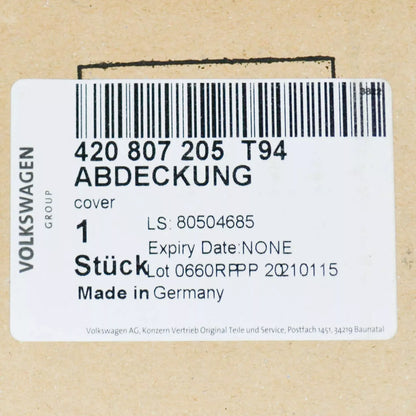 VOLKSWAGEN
GROUP
3822
420 807 205 T94
ABDECKUNG
cover
1
Stück
LS: 80504685
Expiry Date:NONE
Lot 0660RPPP 20210115
Made in Germany
Volkswagen AG, Konzern Vertrieb Original Teile und Service, Postfach 1451, 34219 Baunatal